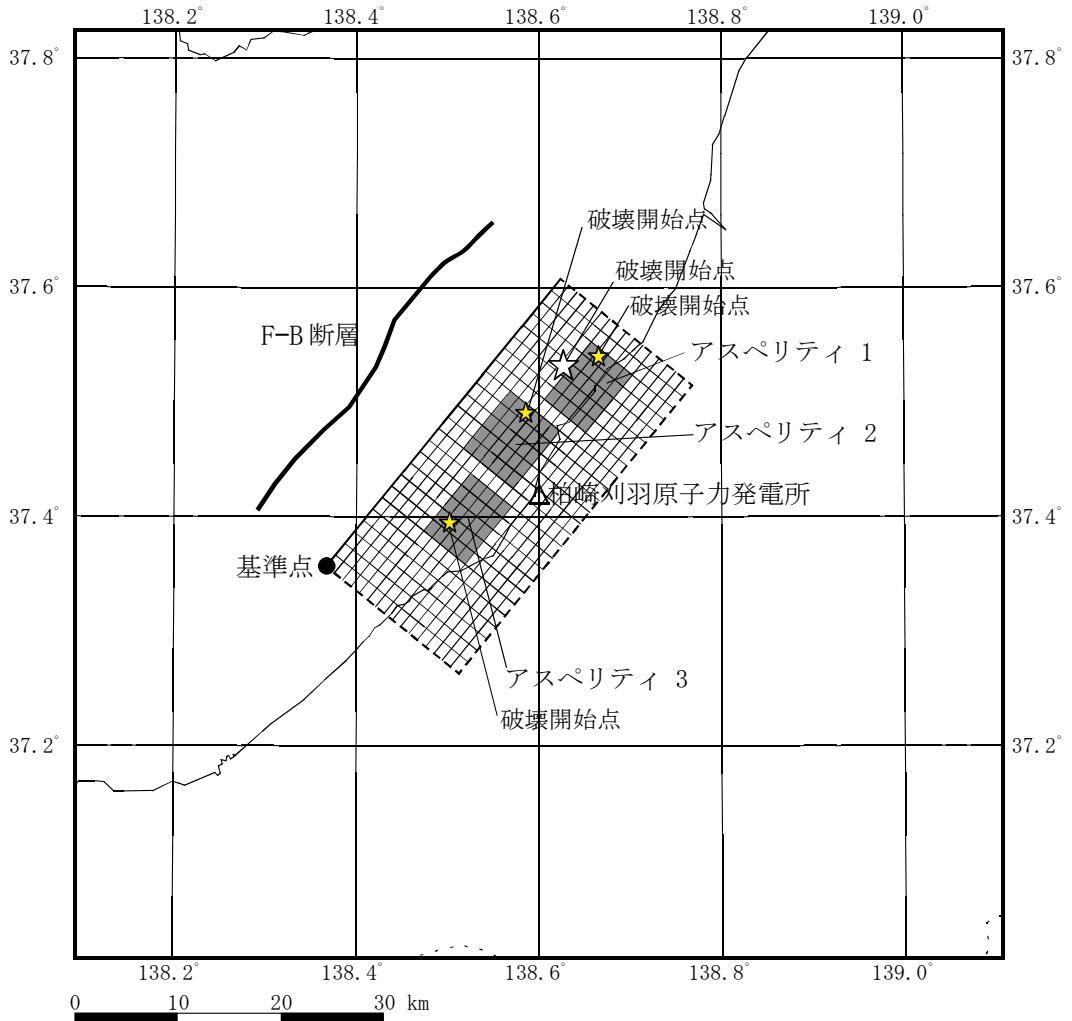 138.2° 138.4° 138.6° 138.8° 139.0°
37.8° 37.8°
破壊開始点
破壊開始点
37.6° 37.6°
破壊開始点
F-B 断層
アスペリティ 1
アスペリティ 2
柏崎刈羽原子力発電所
37.4° 37.4°
基準点
アスペリティ 3
破壊開始点
37.2° 37.2°
138.2° 138.4° 138.6° 138.8° 139.0°
0 10 20 30 km